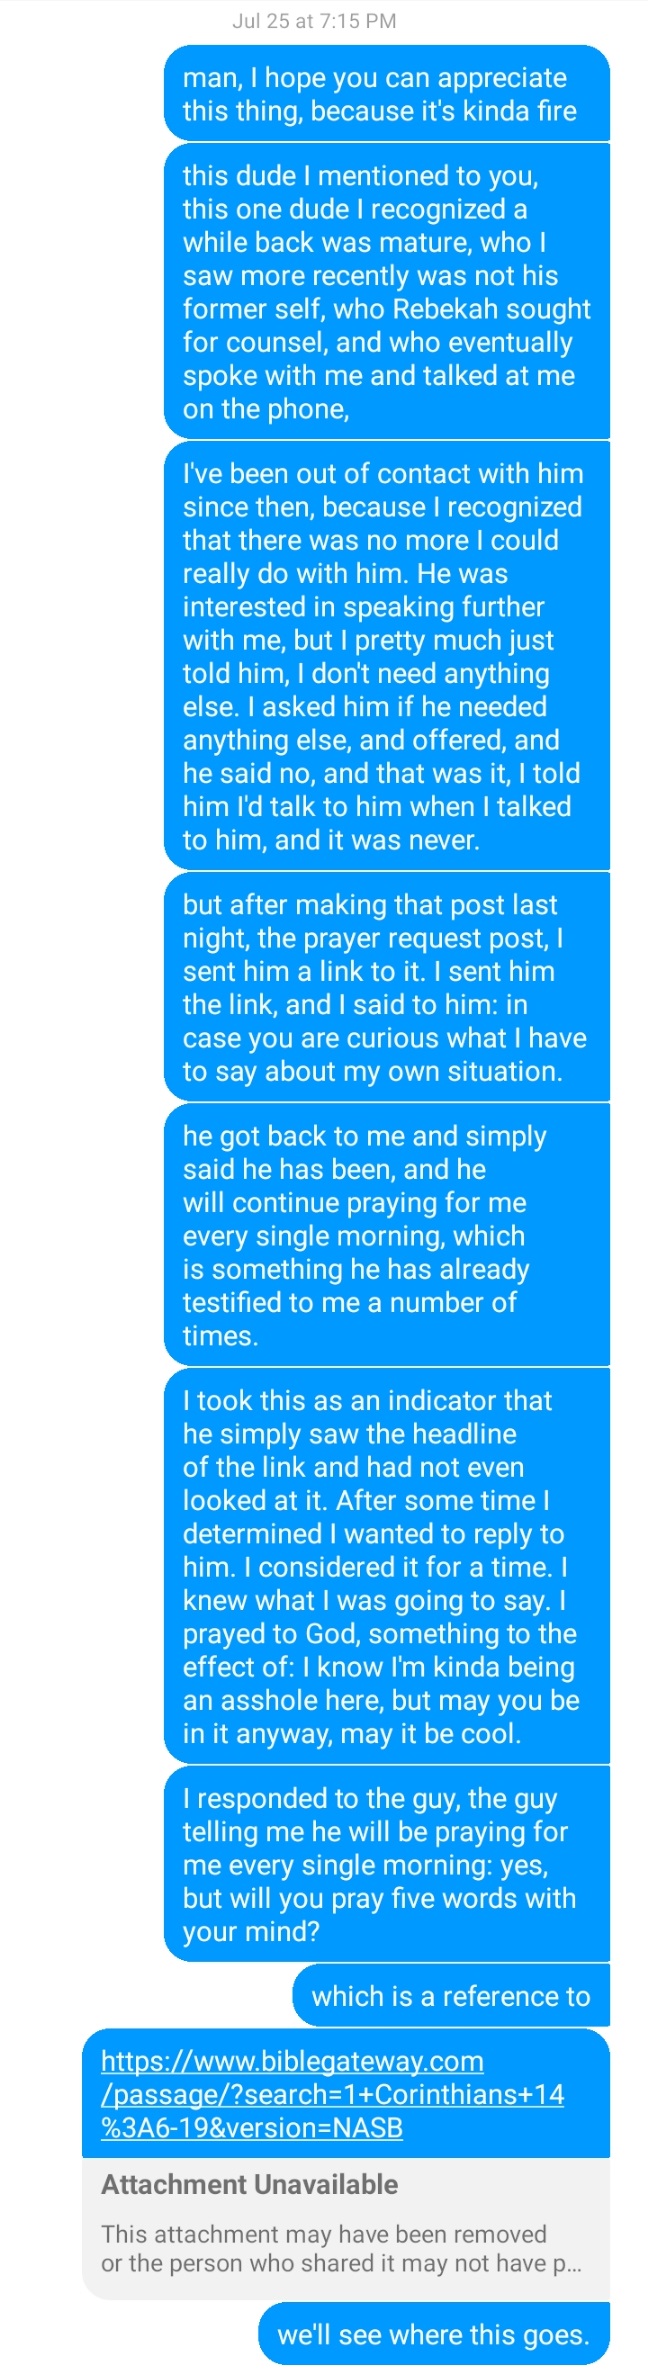 Jul 25 at 7:15 PM
man, I hope you can appreciate
this thing, because it's kinda fire
this dude I mentioned to you,
this one dude I recognized a
while back was mature, who I
saw more recently was not his
former self, who Rebekah sought
for counsel, and who eventually
spoke with me and talked at me
on the phone,
I've been out of contact with him
since then, because I recognized
that there was no more I could
really do with him. He was
interested in speaking further
with me, but I pretty much just
told him, I don't need anything
else. I asked him if he needed
anything else, and offered, and
he said no, and that was it, I told
him I'd talk to him when I talked
to him, and it was never.
but after making that post last
night, the prayer request post, I
sent him a link to it. I sent him
the link, and I said to him: in
case you are curious what I have
to say about my own situation.
he got back to me and simply
said he has been, and he
will continue praying for me
every single morning, which
is something he has already
testified to me a number of
times.
I took this as an indicator that
he simply saw the headline
of the link and had not even
looked at it. After some time I
determined I wanted to reply to
him. I considered it for a time. I
knew what I was going to say. I
prayed to God, something to the
effect of: I know I'm kinda being
an asshole here, but may you be
in it anyway, may it be cool.
I responded to the guy, the guy
telling me he will be praying for
me every single morning: yes,
but will you pray five words with
your mind?
which is a reference to
https://www.biblegateway.com
/passage/?search=1+Corinthians+14
%3A6-19&version=NASB
Attachment Unavailable
This attachment may have been removed
or the person who shared it may not have p...
we'll see where this goes.